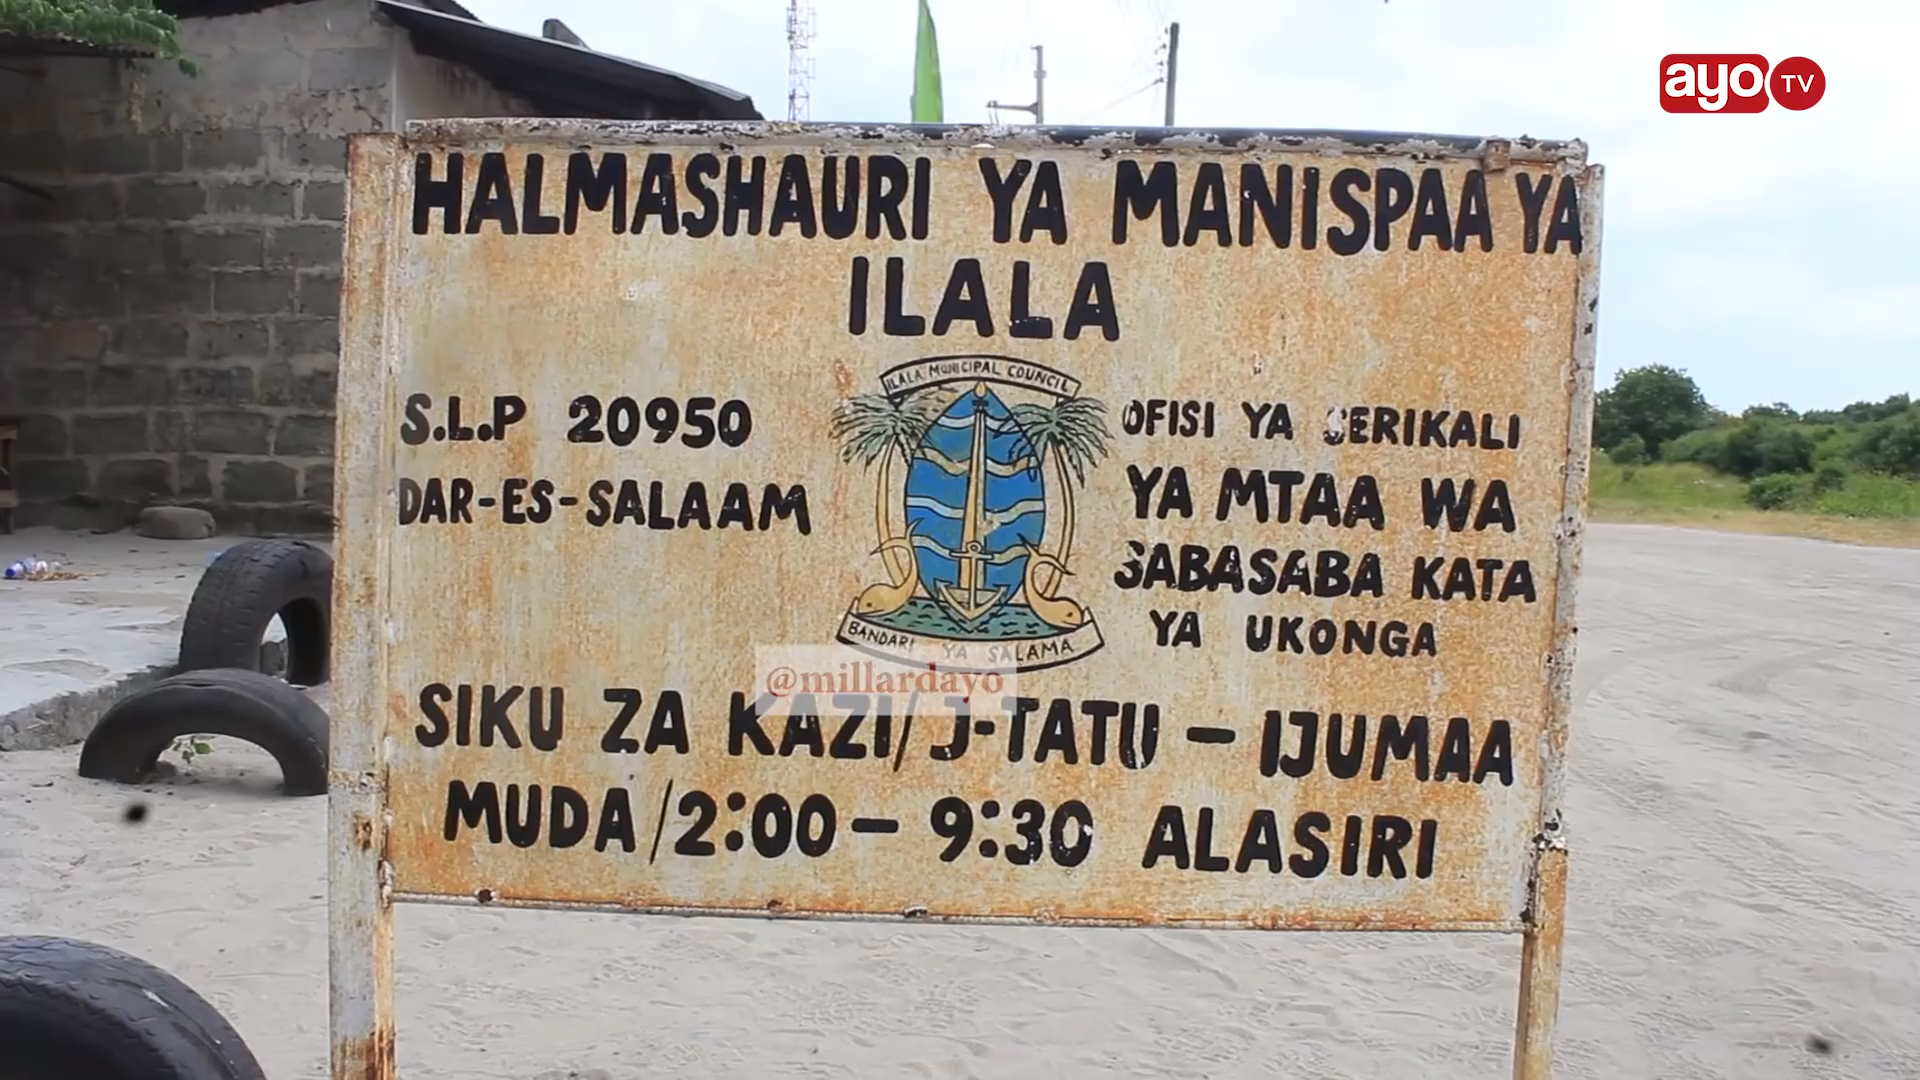 ayo TV
HALMASHAURI YA MANISPAA YA
ILALA
ILALA MUNICIPAL COUNCIL
S.L.P 20950
DAR-ES-SALAAM
OFISI YA SERIKALI
YA MTAA WA
SABASABA KATA
YA UKONGA
BANDARI YA SALAMA
@millardayo
SIKU ZA KAZI/J-TATU - IJUMAA
MUDA/2:00 - 9:30 ALASIRI